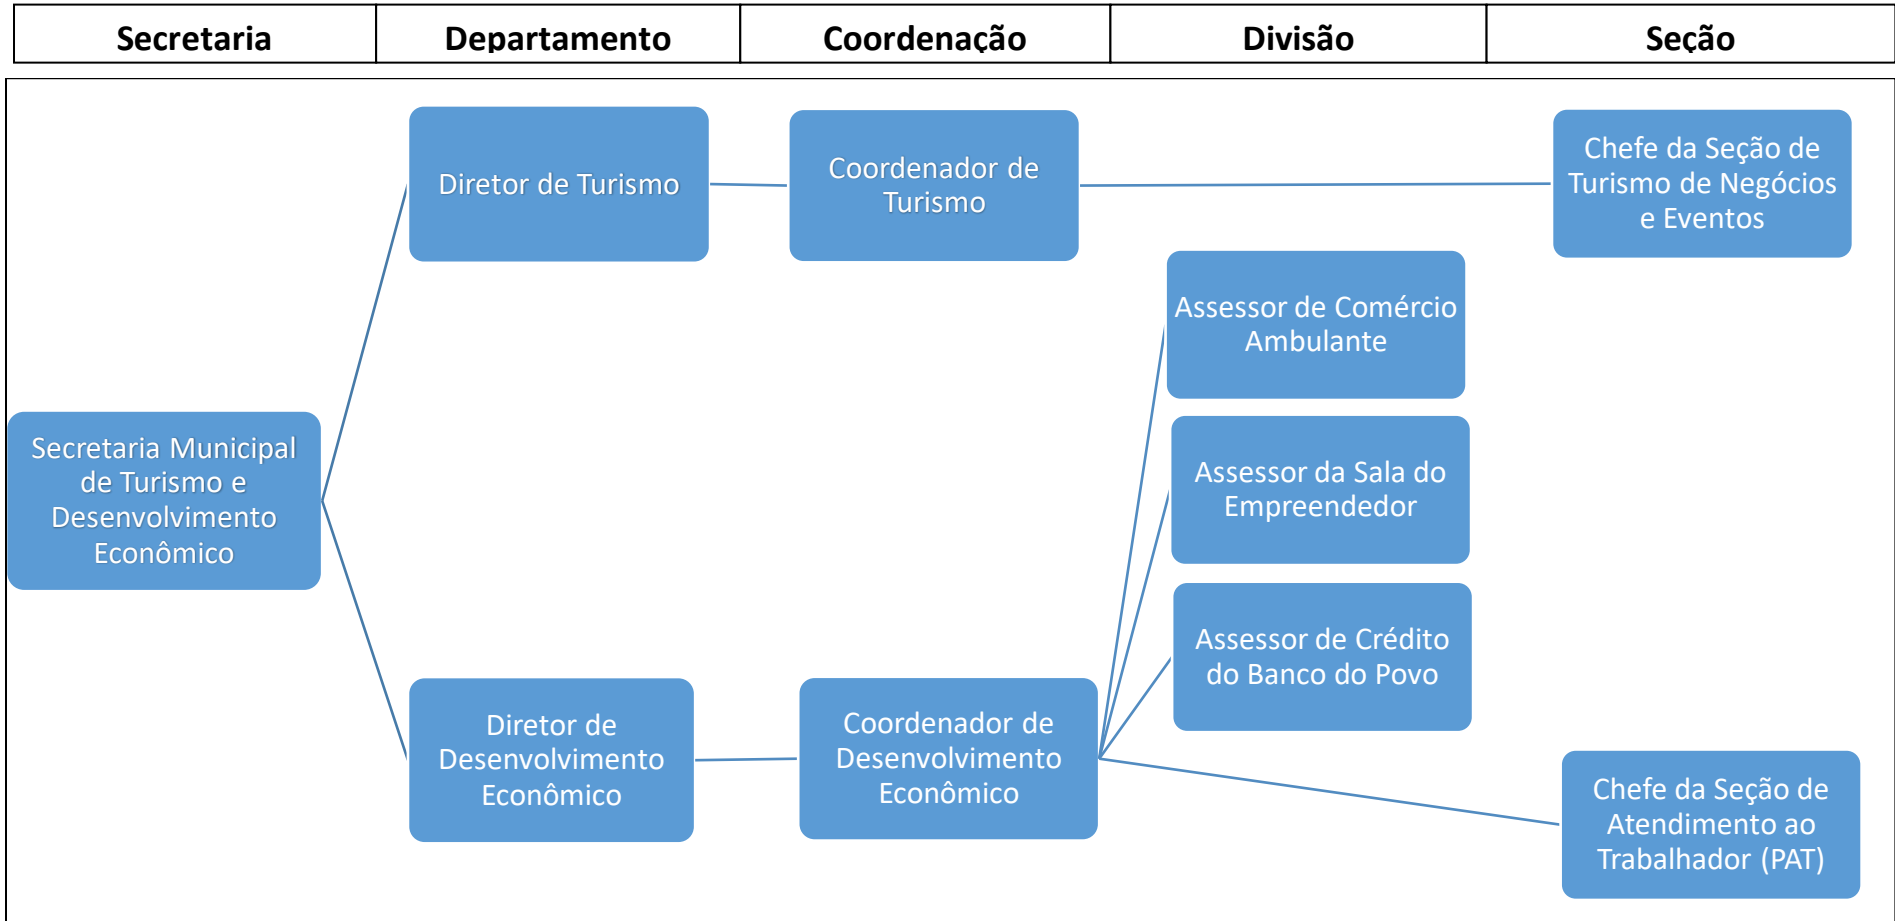 Secretaria
Departamento
Coordenação
Divisão
Seção
Diretor de Turismo
Coordenador de
Turismo
Chefe da Seção de
Turismo de Negócios
e Eventos
Assessor de Comércio
Ambulante
Secretaria Municipal
de Turismo e
Desenvolvimento
Econômico
Assessor da Sala do
Empreendedor
Assessor de Crédito
do Banco do Povo
Diretor de
Desenvolvimento
Econômico
Coordenador de
Desenvolvimento
Econômico
Chefe da Seção de
Atendimento ao
Trabalhador (PAT)